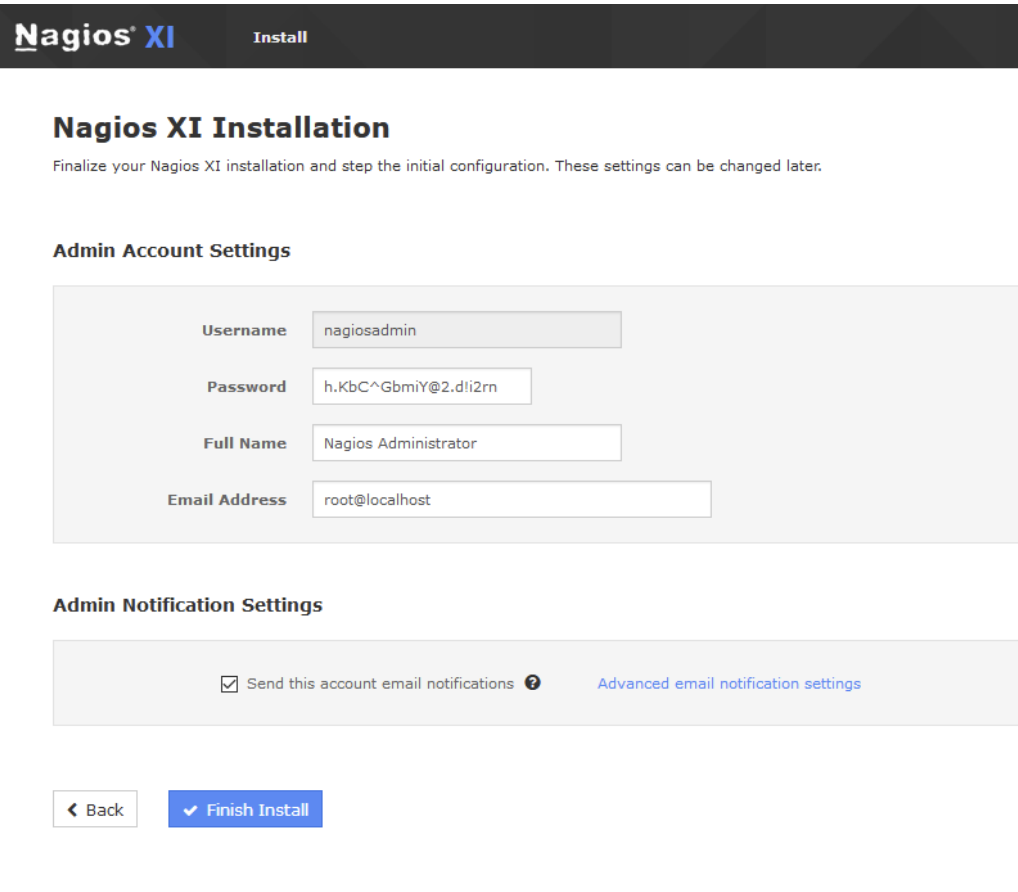 Nagios® XI Install
Nagios XI Installation
Finalize your Nagios XI installation and step the initial configuration. These settings can be changed later.
Admin Account Settings
Username nagiosadmin
Password h.KbC^GbmiY@2.d!i2rn
Full Name Nagios Administrator
Email Address root@localhost
Admin Notification Settings
Send this account email notifications ? Advanced email notification settings
Back Finish Install